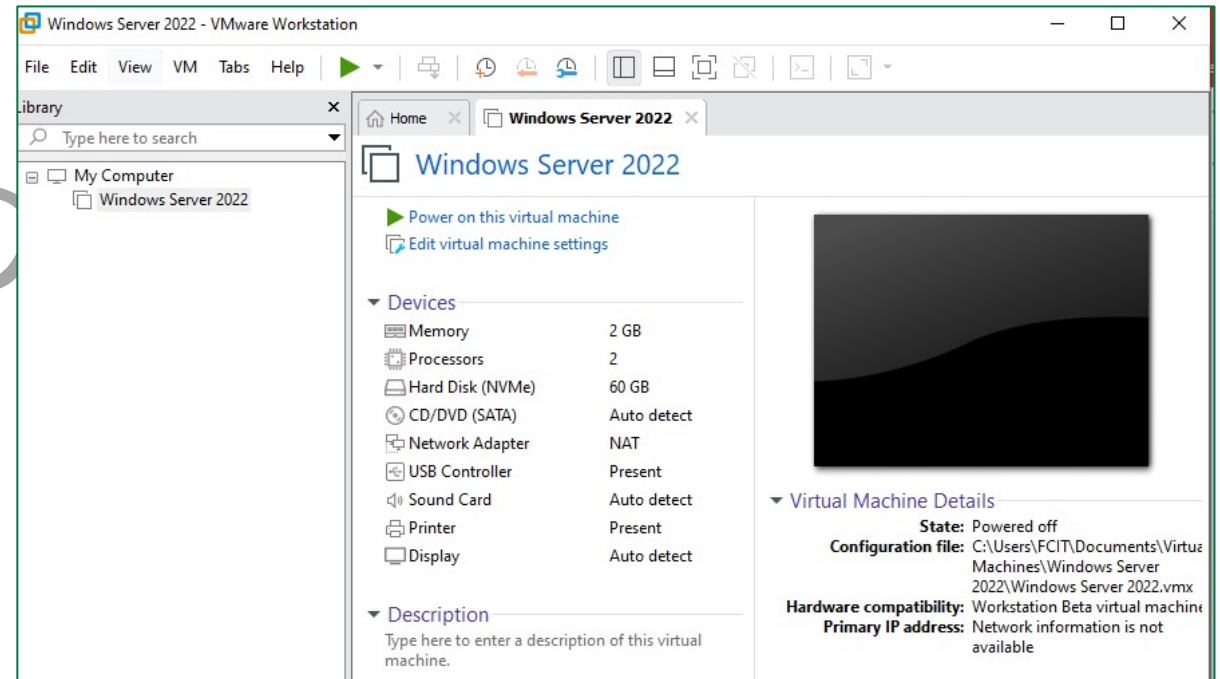 Windows Server 2022 - VMware Workstation
File Edit View VM Tabs Help
Library
Type here to search
My Computer
Windows Server 2022
Home
Windows Server 2022
Windows Server 2022
Power on this virtual machine
Edit virtual machine settings
Devices
Memory 2 GB
Processors 2
Hard Disk (NVMe) 60 GB
CD/DVD (SATA) Auto detect
Network Adapter NAT
USB Controller Present
Sound Card Auto detect
Printer Present
Display Auto detect
Description
Type here to enter a description of this virtual
machine.
Virtual Machine Details
State: Powered off
Configuration file: C:\Users\FCIT\Documents\Virtua
Machines\Windows Server
2022\Windows Server 2022.vmx
Hardware compatibility: Workstation Beta virtual machine
Primary IP address: Network information is not
available